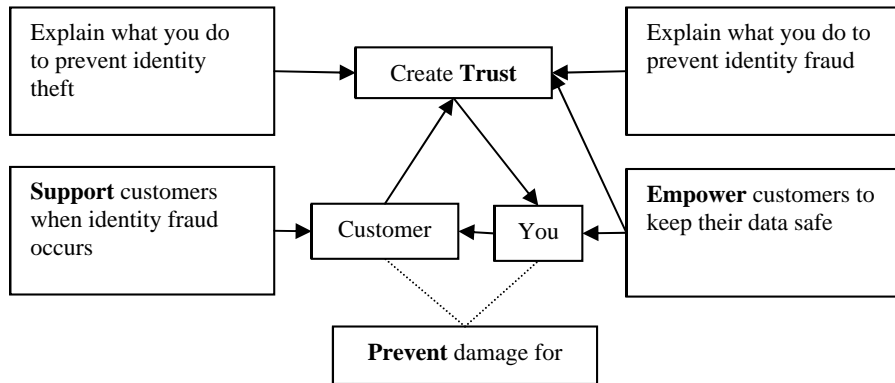 Explain what you do
to prevent identity
theft
Create Trust
Explain what you do to
prevent identity fraud
Support customers
when identity fraud
occurs
Customer
You
Empower customers to
keep their data safe
Prevent damage for